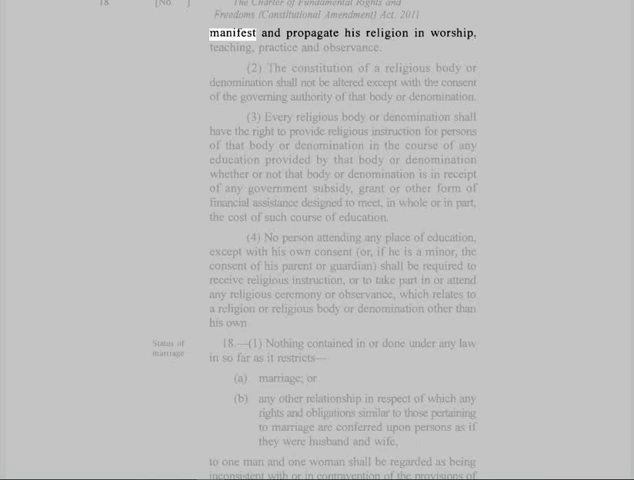 18 [No. ] The Charter of Fundamental Rights and
Freedoms (Constitutional Amendment) Act. 2011
manifest and propagate his religion in worship,
teaching, practice and observance.
(2) The constitution of a religious body or
denomination shall not be altered except with the consent
of the governing authority of that body or denomination.
(3) Every religious body or denomination shall
have the right to provide religious instruction for persons
of that body or denomination in the course of any
education provided by that body or denomination
whether or not that body or denomination is in receipt
of any government subsidy, grant or other form of
financial assistance designed to meet, in whole or in part,
the cost of such course of education.
(4) No person attending any place of education,
except with his own consent (or, if he is a minor, the
consent of his parent or guardian) shall be required to
receive religious instruction, or to take part in or attend
any religious ceremony or observance, which relates to
a religion or religious body or denomination other than
his own.
Status of
marriage
18.—(1) Nothing contained in or done under any law
in so far as it restricts—
(a) marriage; or
(b) any other relationship in respect of which any
rights and obligations similar to those pertaining
to marriage are conferred upon persons as if
they were husband and wife,
to one man and one woman shall be regarded as being
inconsistent with or in contravention of the provisions of